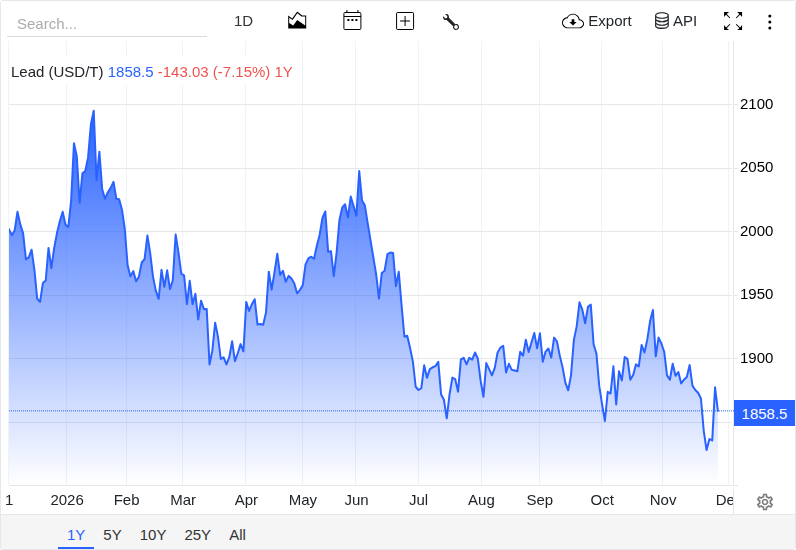 Search... 1D Export API
Lead (USD/T) 1858.5 -143.03 (-7.15%) 1Y
2100
2050
2000
1950
1900
1858.5
1 2026 Feb Mar Apr May Jun Jul Aug Sep Oct Nov De
1Y 5Y 10Y 25Y All